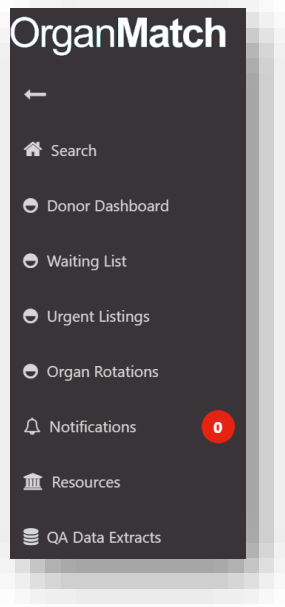 OrganMatch
Search
Donor Dashboard
Waiting List
Urgent Listings
Organ Rotations
Notifications 0
Resources
QA Data Extracts